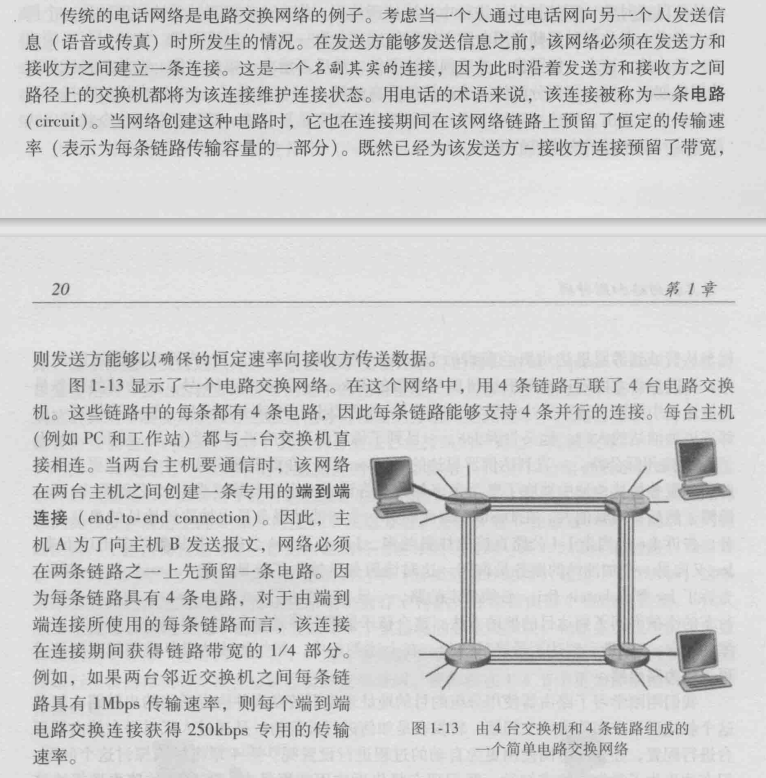 传统的电话网络是电路交换网络的例子。考虑当一个人通过电话网向另一个人发送信
息（语音或传真）时所发生的情况。在发送方能够发送信息之前，该网络必须在发送方和
接收方之间建立一条连接。这是一个名副其实的连接，因为此时沿着发送方和接收方之间
路径上的交换机都将为该连接维护连接状态。用电话的术语来说，该连接被称为一条电路
（circuit）。当网络创建这种电路时，它也在连接期间在该网络链路上预留了恒定的传输速
率（表示为每条链路传输容量的一部分）。既然已经为该发送方-接收方连接预留了带宽，
20 第1章
则发送方能够以确保的恒定速率向接收方传送数据。
图1-13显示了一个电路交换网络。在这个网络中，用4条链路互联了4台电路交换
机。这些链路中的每条都有4条电路，因此每条链路能够支持4条并行的连接。每台主机
（例如PC和工作站）都与一台交换机直
接相连。当两台主机要通信时，该网络
在两台主机之间创建一条专用的端到端
连接（end-to-end connection）。因此，主
机A为了向主机B发送报文，网络必须
在两条链路之一上先预留一条电路。因
为每条链路具有4条电路，对于由端到
端连接所使用的每条链路而言，该连接
在连接期间获得链路带宽的1/4部分。
例如，如果两台邻近交换机之间每条链
路具有1Mbps传输速率，则每个端到端
电路交换连接获得250kbps专用的传输
速率。
图1-13 由4台交换机和4条链路组成的
一个简单电路交换网络